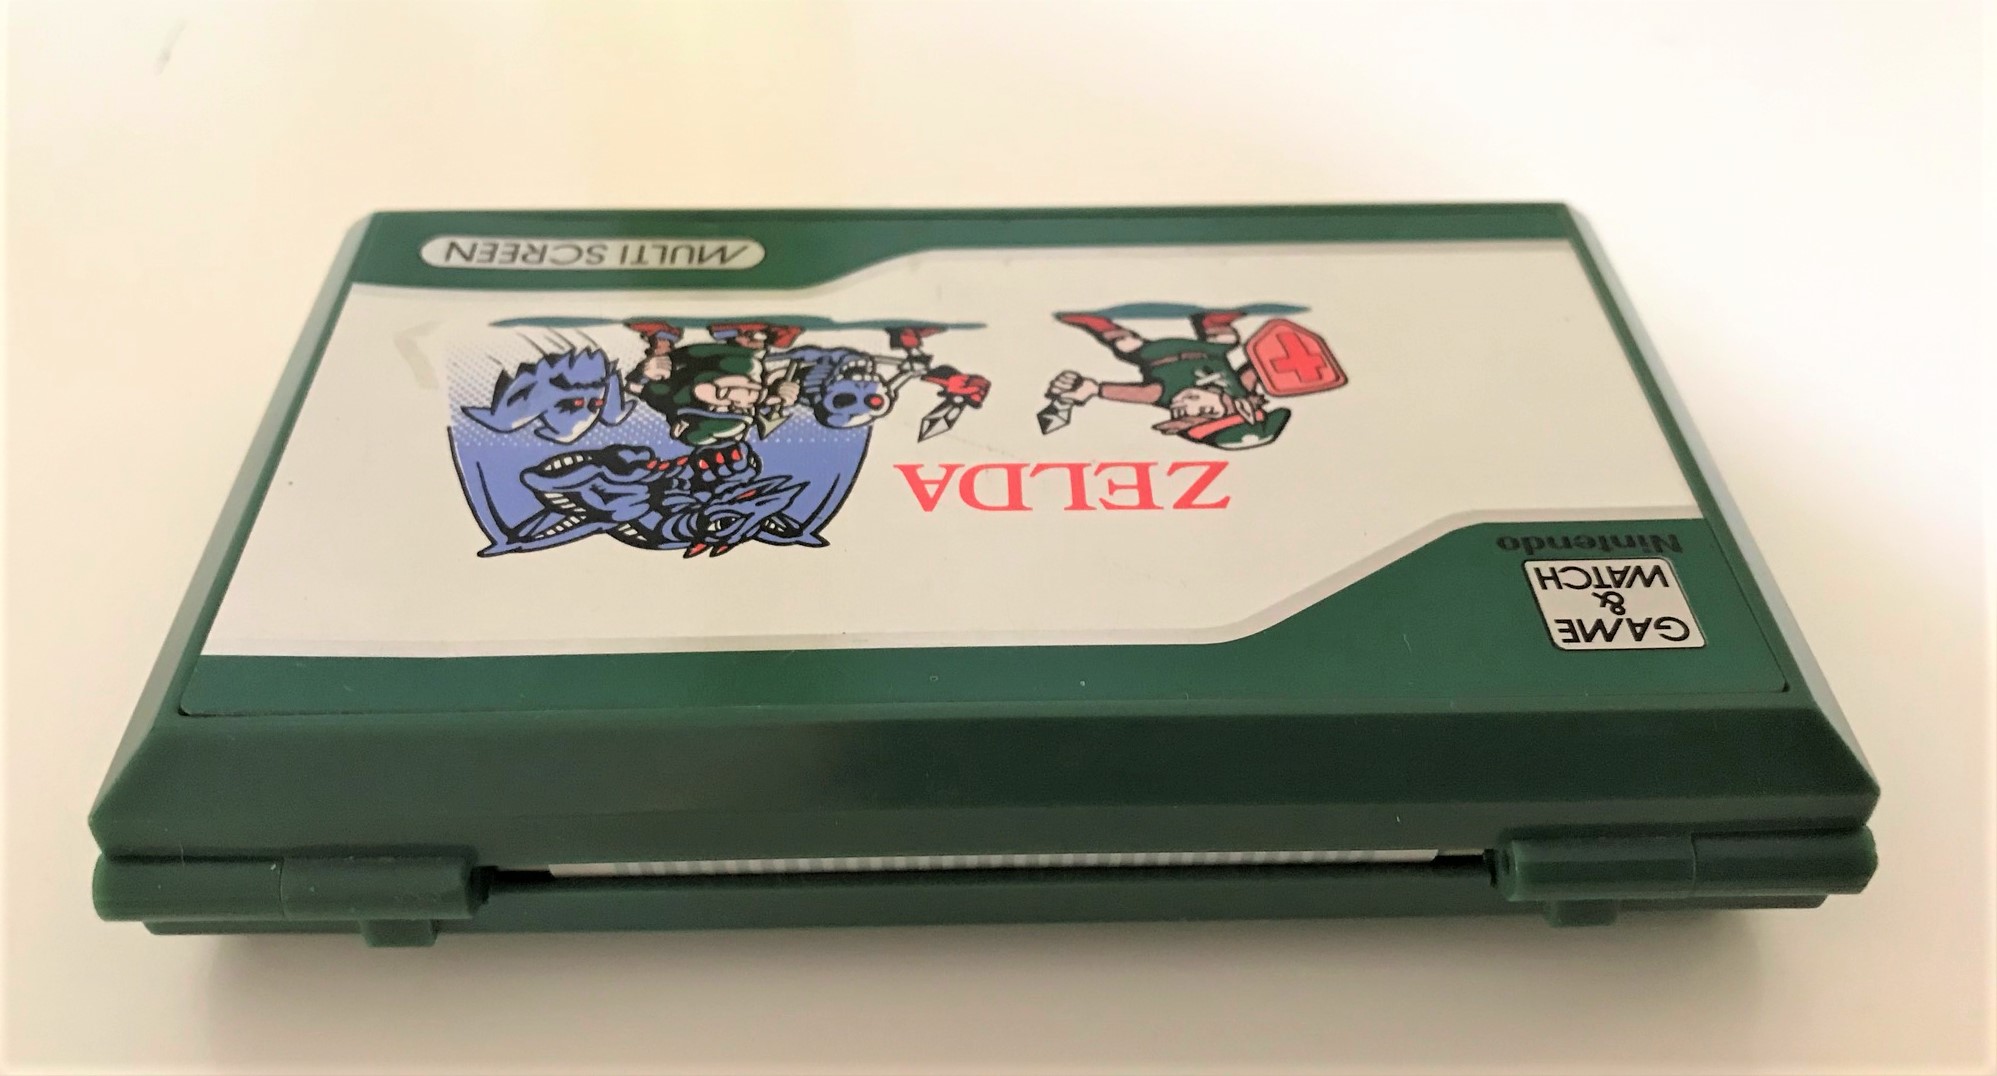 GAME
&
WATCH
Nintendo
ZELDA
MULTI SCREEN